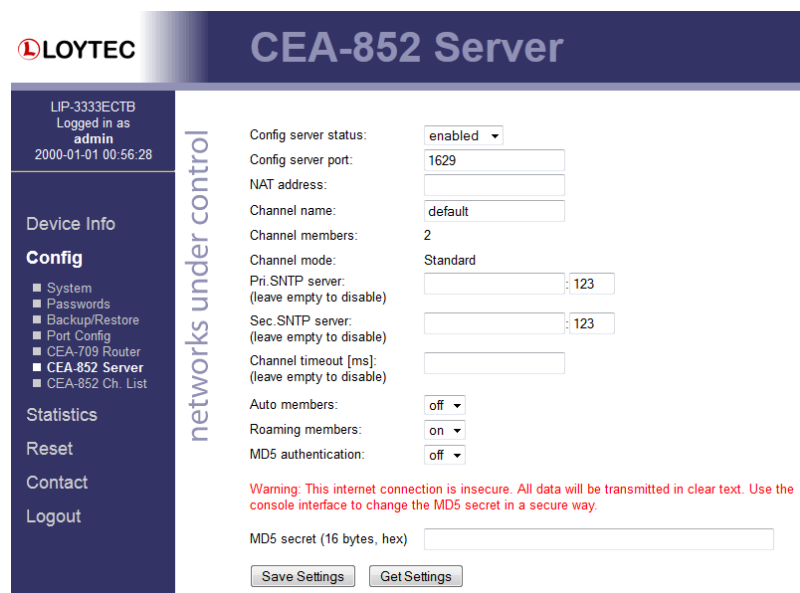 LOYTEC
CEA-852 Server
LIP-3333ECTB
Logged in as
admin
2000-01-01 00:56:28
Device Info
Config
System
Passwords
Backup/Restore
Port Config
CEA-709 Router
CEA-852 Server
CEA-852 Ch. List
Statistics
Reset
Contact
Logout
networks under control
Config server status: enabled
Config server port: 1629
NAT address:
Channel name: default
Channel members: 2
Channel mode: Standard
Pri.SNTP server: : 123
(leave empty to disable)
Sec.SNTP server: : 123
(leave empty to disable)
Channel timeout [ms]:
(leave empty to disable)
Auto members: off
Roaming members: on
MD5 authentication: off
Warning: This internet connection is insecure. All data will be transmitted in clear text. Use the
console interface to change the MD5 secret in a secure way.
MD5 secret (16 bytes, hex)
Save Settings Get Settings